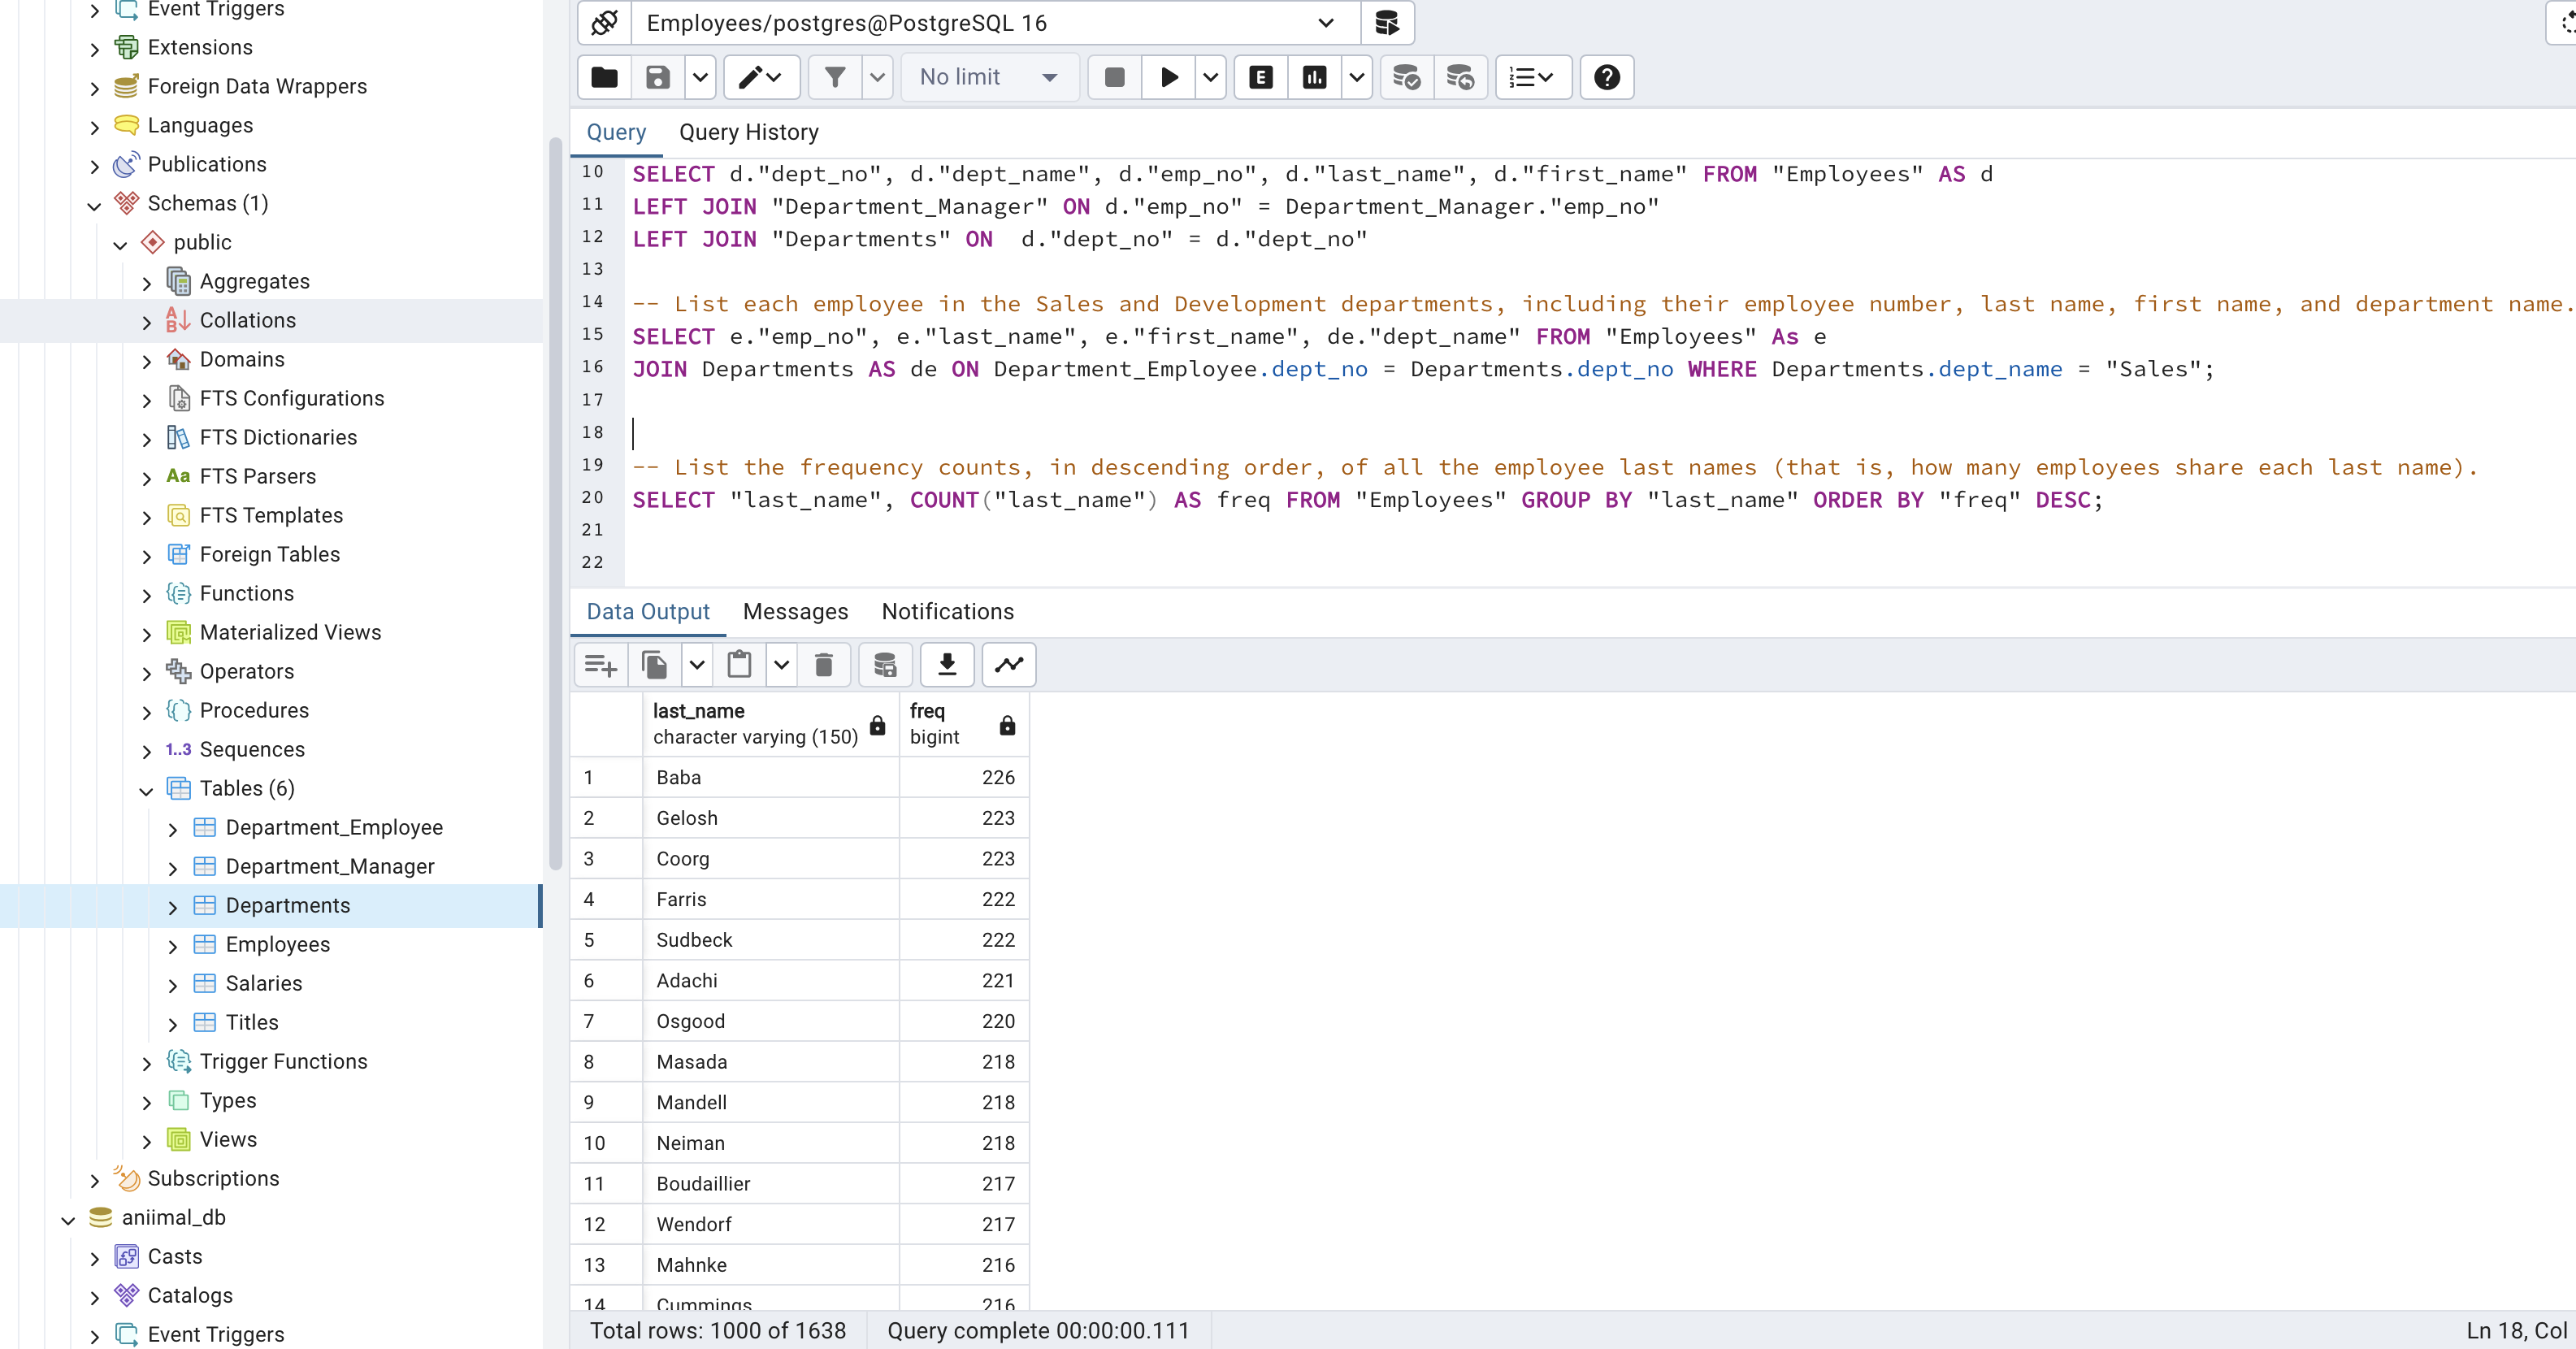 Event Triggers
Extensions
Foreign Data Wrappers
Languages
Publications
Schemas (1)
public
Aggregates
Collations
Domains
FTS Configurations
FTS Dictionaries
Aa FTS Parsers
FTS Templates
Foreign Tables
Functions
Materialized Views
Operators
Procedures
1..3 Sequences
Tables (6)
Department_Employee
Department_Manager
Departments
Employees
Salaries
Titles
Trigger Functions
Types
Views
Subscriptions
aniimal_db
Casts
Catalogs
Event Triggers
Employees/postgres@PostgreSQL 16
No limit
E
Query Query History
10 SELECT d."dept_no", d."dept_name", d."emp_no", d."last_name", d."first_name" FROM "Employees" AS d
11 LEFT JOIN "Department_Manager" ON d."emp_no" = Department_Manager."emp_no"
12 LEFT JOIN "Departments" ON  d."dept_no" = d."dept_no"
13
14 -- List each employee in the Sales and Development departments, including their employee number, last name, first name, and department name.
15 SELECT e."emp_no", e."last_name", e."first_name", de."dept_name" FROM "Employees" As e
16 JOIN Departments AS de ON Department_Employee.dept_no = Departments.dept_no WHERE Departments.dept_name = "Sales";
17
18
19 -- List the frequency counts, in descending order, of all the employee last names (that is, how many employees share each last name).
20 SELECT "last_name", COUNT("last_name") AS freq FROM "Employees" GROUP BY "last_name" ORDER BY "freq" DESC;
21
22
Data Output Messages Notifications
last_name freq
character varying (150) bigint
1 Baba 226
2 Gelosh 223
3 Coorg 223
4 Farris 222
5 Sudbeck 222
6 Adachi 221
7 Osgood 220
8 Masada 218
9 Mandell 218
10 Neiman 218
11 Boudaillier 217
12 Wendorf 217
13 Mahnke 216
14 Cummings 216
Total rows: 1000 of 1638 Query complete 00:00:00.111 Ln 18, Col